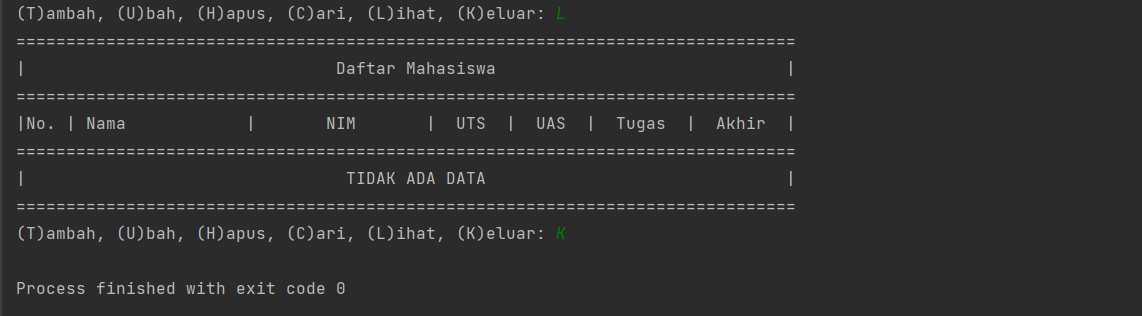 (T)ambah, (U)bah, (H)apus, (C)ari, (L)ihat, (K)eluar: L
==============================================================================
|                               Daftar Mahasiswa                             |
==============================================================================
|No. | Nama            |       NIM       |  UTS  |  UAS  |  Tugas  |  Akhir  |
==============================================================================
|                                TIDAK ADA DATA                              |
==============================================================================
(T)ambah, (U)bah, (H)apus, (C)ari, (L)ihat, (K)eluar: K
Process finished with exit code 0